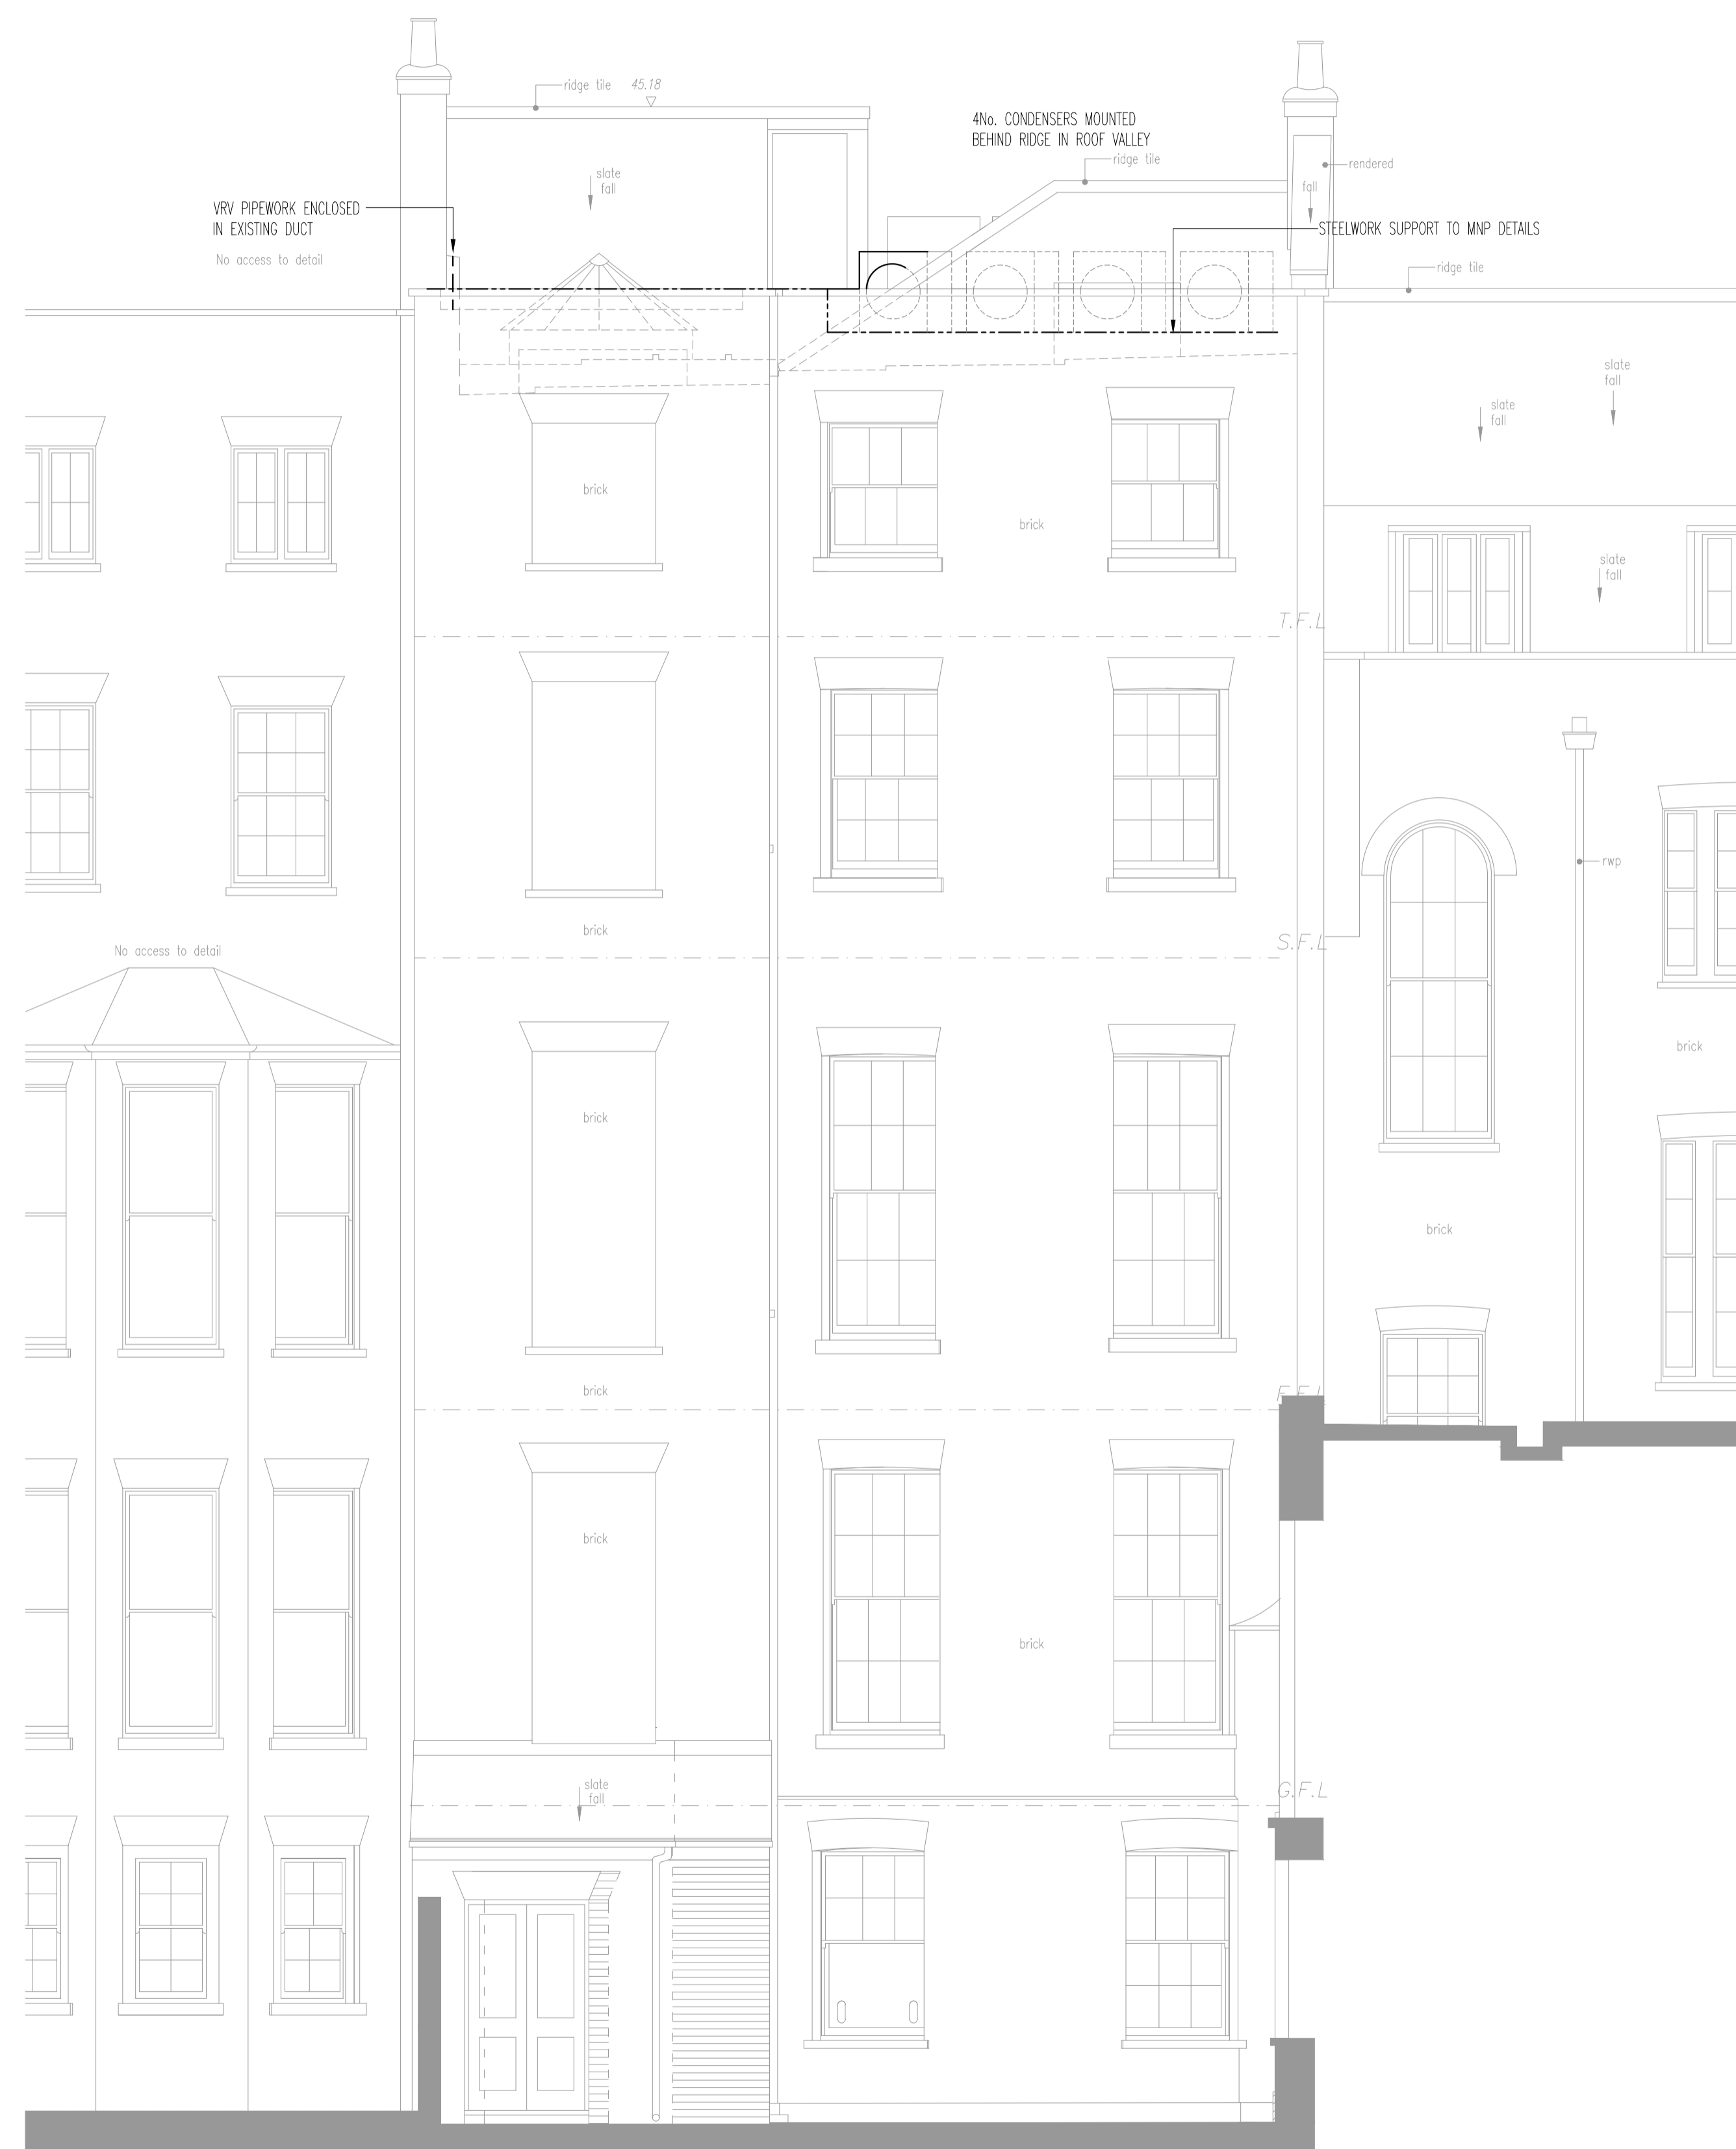 ridge tile 45.18
4No. CONDENSERS MOUNTED
BEHIND RIDGE IN ROOF VALLEY
ridge tile
rendered
slate
fall
fall
VRV PIPEWORK ENCLOSED
IN EXISTING DUCT
STEELWORK SUPPORT TO MNP DETAILS
No access to detail
ridge tile
slate
fall
slate
fall
brick
brick
slate
fall
T.F.L
rwp
brick
S.F.L
No access to detail
brick
brick
brick
brick
F.F.L
brick
brick
slate
fall
G.F.L